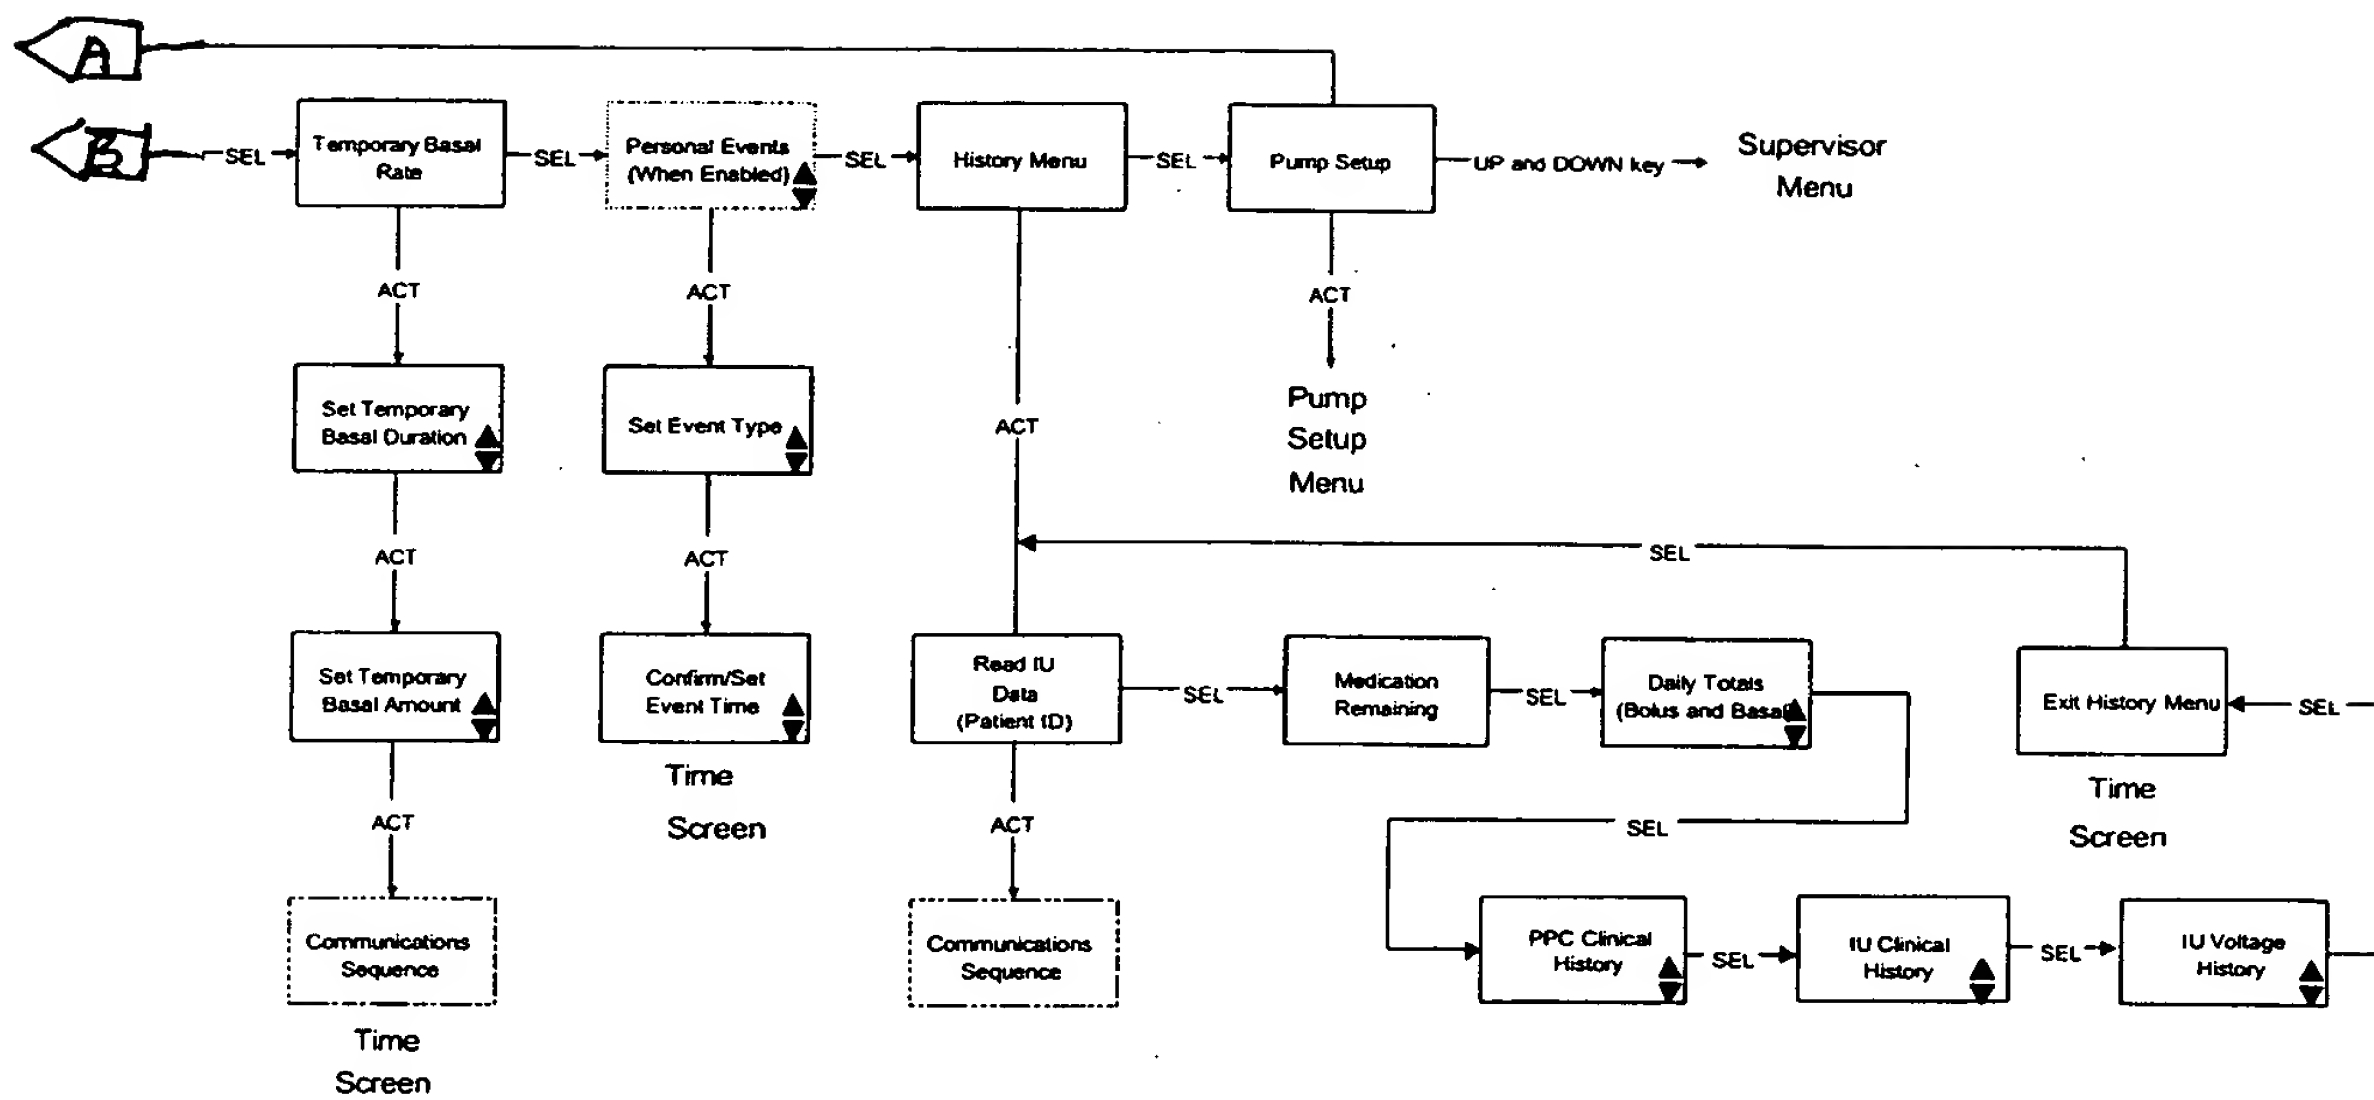 A
B
SEL
Temporary Basal
Rate
SEL
Personal Events
(When Enabled)
SEL
History Menu
SEL
Pump Setup
UP and DOWN key
Supervisor
Menu
ACT
ACT
ACT
ACT
Set Temporary
Basal Duration
Set Event Type
Pump
Setup
Menu
ACT
ACT
SEL
Set Temporary
Basal Amount
Confirm/Set
Event Time
Time
Screen
Read IU
Data
(Patient ID)
SEL
Medication
Remaining
SEL
Daily Totals
(Bolus and Basal)
Exit History Menu
SEL
Time
Screen
ACT
ACT
SEL
Communications
Sequence
Time
Screen
Communications
Sequence
PPC Clinical
History
SEL
IU Clinical
History
SEL
IU Voltage
History